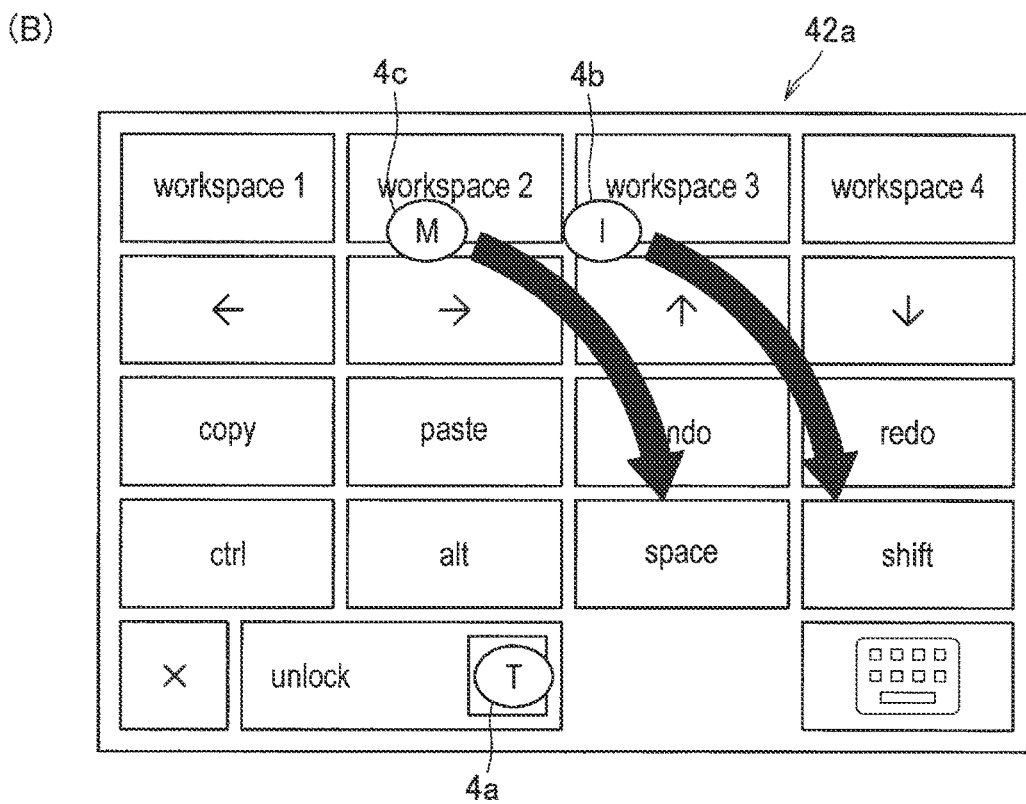 (B)
42a
4c
4b
workspace 1 workspace 2 workspace 3 workspace 4
M I
← → ↑ ↓
copy paste ndo redo
ctrl alt space shift
× unlock T
4a